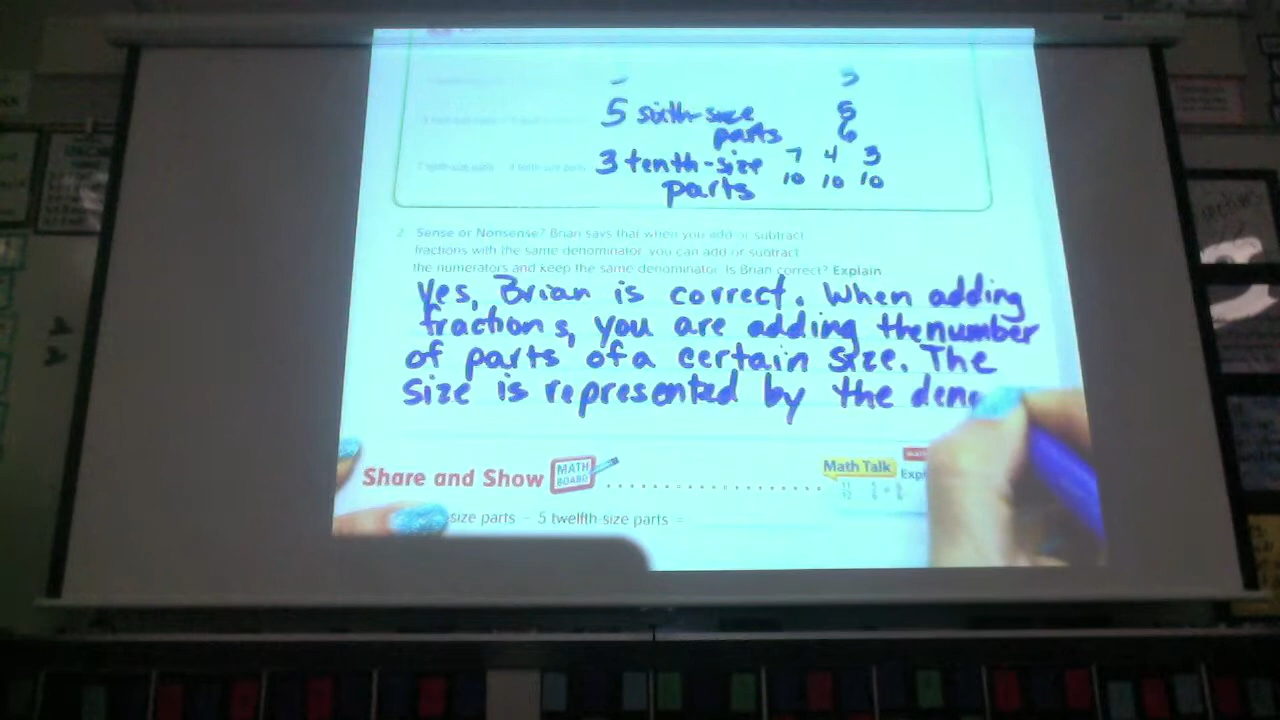 5 sixth-size 5
parts 6
3 tenth-size 7 4 3
parts 10 10 10
2 Sense or Nonsense? Brian says that when you add or subtract
fractions with the same denominator, you can add or subtract
the numerators and keep the same denominator. Is Brian correct? Explain
Yes, Brian is correct. When adding
fractions, you are adding the number
of parts of a certain size. The
size is represented by the deno
Share and Show MATH BOARD
Math Talk
size parts − 5 twelfth size parts =